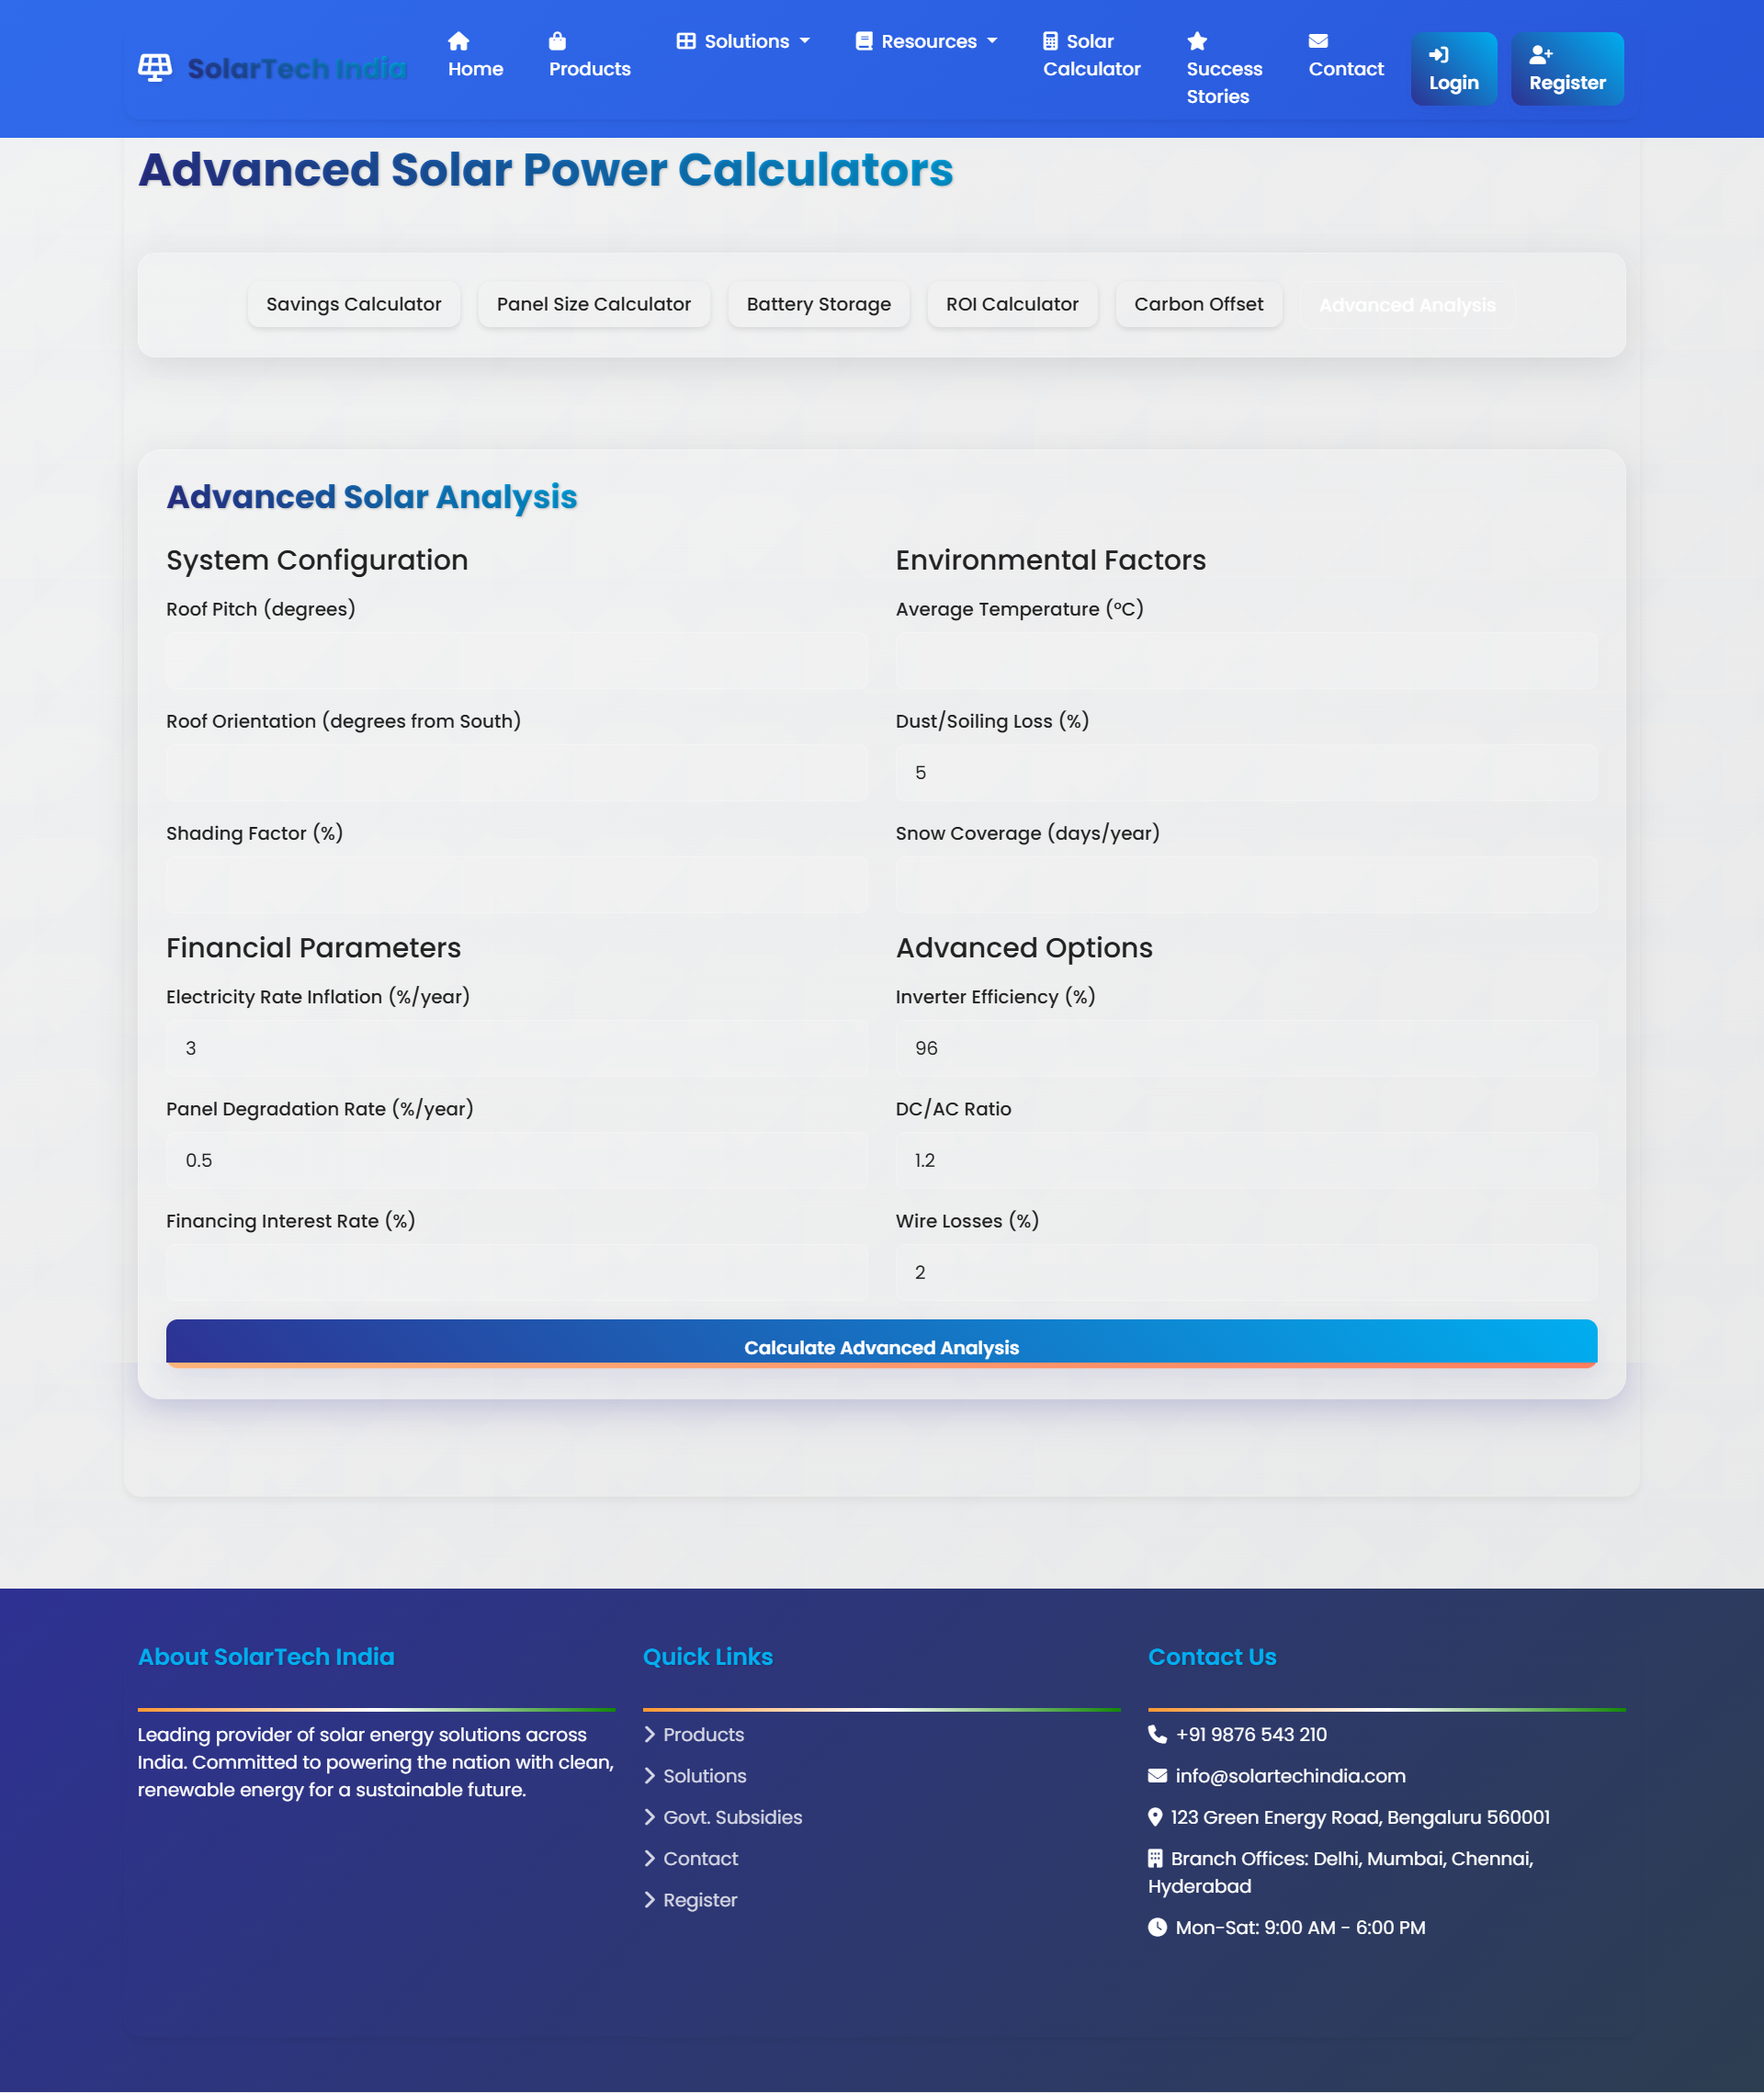 SolarTech India
Home
Products
Solutions
Resources
Solar
Calculator
Success
Stories
Contact
Login
Register
Advanced Solar Power Calculators
Savings Calculator
Panel Size Calculator
Battery Storage
ROI Calculator
Carbon Offset
Advanced Analysis
Advanced Solar Analysis
System Configuration
Roof Pitch (degrees)
Roof Orientation (degrees from South)
Shading Factor (%)
Environmental Factors
Average Temperature (°C)
Dust/Soiling Loss (%)
5
Snow Coverage (days/year)
Financial Parameters
Electricity Rate Inflation (%/year)
3
Panel Degradation Rate (%/year)
0.5
Financing Interest Rate (%)
Advanced Options
Inverter Efficiency (%)
96
DC/AC Ratio
1.2
Wire Losses (%)
2
Calculate Advanced Analysis
About SolarTech India
Leading provider of solar energy solutions across
India. Committed to powering the nation with clean,
renewable energy for a sustainable future.
Quick Links
Products
Solutions
Govt. Subsidies
Contact
Register
Contact Us
+91 9876 543 210
info@solartechindia.com
123 Green Energy Road, Bengaluru 560001
Branch Offices: Delhi, Mumbai, Chennai,
Hyderabad
Mon-Sat: 9:00 AM - 6:00 PM